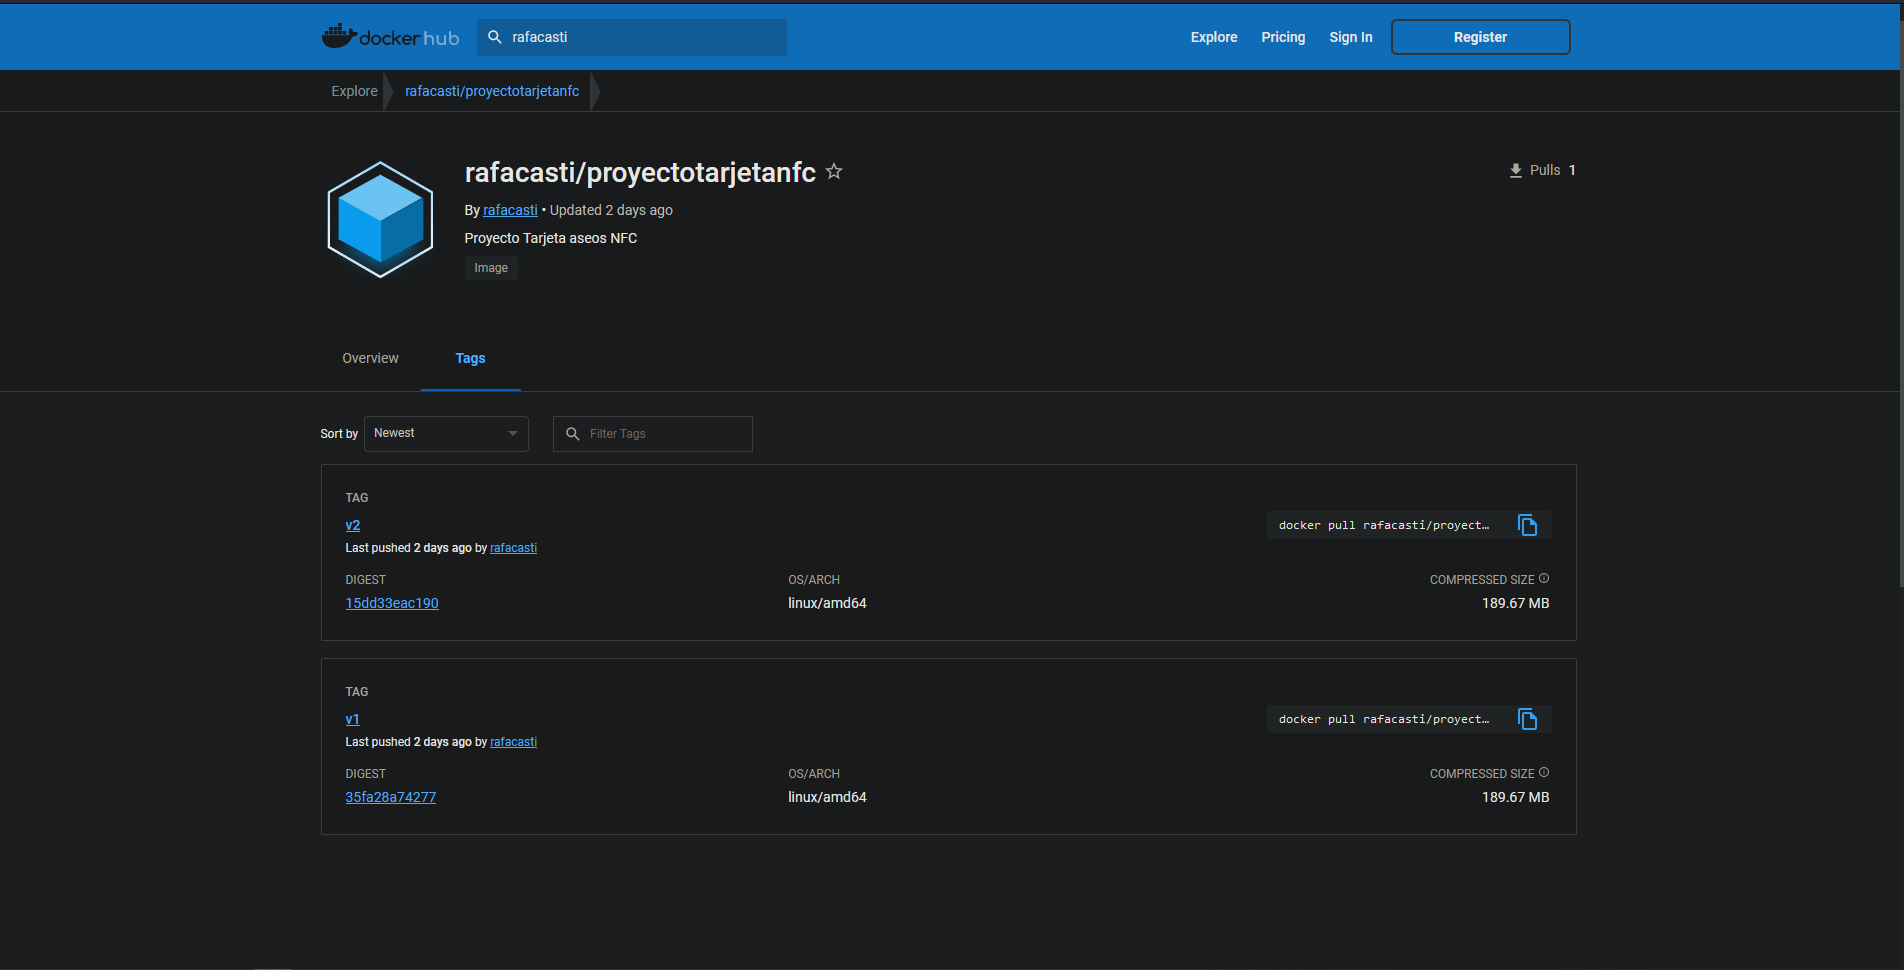 docker hub rafacasti Explore Pricing Sign In Register
Explore rafacasti/proyectotarjetanfc
rafacasti/proyectotarjetanfc Pulls 1
By rafacasti • Updated 2 days ago
Proyecto Tarjeta aseos NFC
Image
Overview Tags
Sort by Newest Filter Tags
TAG
v2 docker pull rafacasti/proyect…
Last pushed 2 days ago by rafacasti
DIGEST OS/ARCH COMPRESSED SIZE
15dd33eac190 linux/amd64 189.67 MB
TAG
v1 docker pull rafacasti/proyect…
Last pushed 2 days ago by rafacasti
DIGEST OS/ARCH COMPRESSED SIZE
35fa28a74277 linux/amd64 189.67 MB